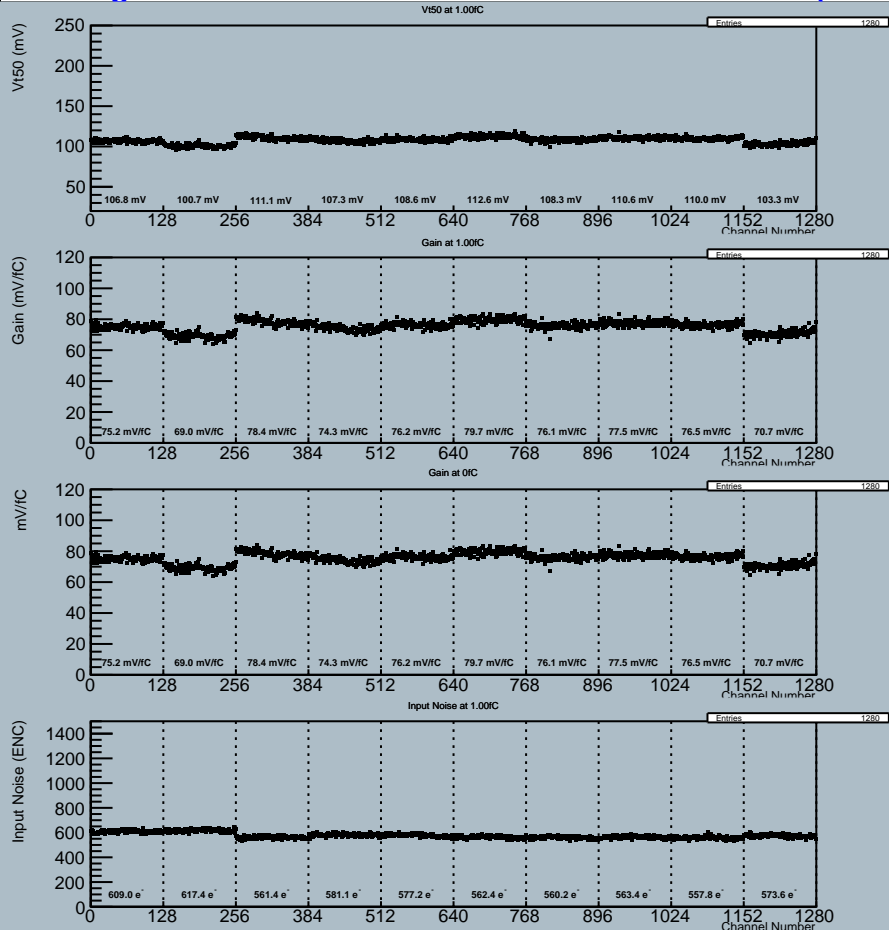 Vt50 at 1.00fC
Entries 1280
Vt50 (mV)
250
200
150
100
50
106.8 mV 100.7 mV 111.1 mV 107.3 mV 108.6 mV 112.6 mV 108.3 mV 110.6 mV 110.0 mV 103.3 mV
0 128 256 384 512 640 768 896 1024 1152 1280
Channel Number
Gain at 1.00fC
Entries 1280
Gain (mV/fC)
120
100
80
60
40
20
0
75.2 mV/fC 69.0 mV/fC 78.4 mV/fC 74.3 mV/fC 76.2 mV/fC 79.7 mV/fC 76.1 mV/fC 77.5 mV/fC 76.5 mV/fC 70.7 mV/fC
0 128 256 384 512 640 768 896 1024 1152 1280
Channel Number
Gain at 0fC
Entries 1280
mV/fC
120
100
80
60
40
20
0
75.2 mV/fC 69.0 mV/fC 78.4 mV/fC 74.3 mV/fC 76.2 mV/fC 79.7 mV/fC 76.1 mV/fC 77.5 mV/fC 76.5 mV/fC 70.7 mV/fC
0 128 256 384 512 640 768 896 1024 1152 1280
Channel Number
Input Noise at 1.00fC
Entries 1280
Input Noise (ENC)
1400
1200
1000
800
600
400
200
0
609.0 e⁻ 617.4 e⁻ 561.4 e⁻ 581.1 e⁻ 577.2 e⁻ 562.4 e⁻ 560.2 e⁻ 563.4 e⁻ 557.8 e⁻ 573.6 e⁻
0 128 256 384 512 640 768 896 1024 1152 1280
Channel Number